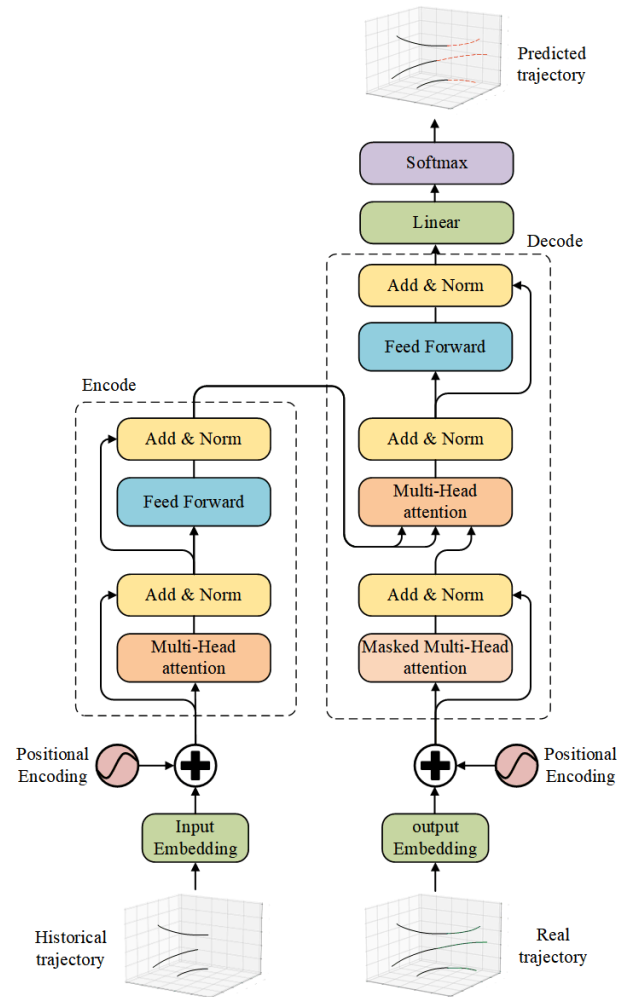 Predicted
trajectory
Softmax
Linear
Decode
Add & Norm
Feed Forward
Add & Norm
Multi-Head
attention
Add & Norm
Masked Multi-Head
attention
Encode
Add & Norm
Feed Forward
Add & Norm
Multi-Head
attention
Positional
Encoding
Positional
Encoding
Input
Embedding
output
Embedding
Historical
trajectory
Real
trajectory